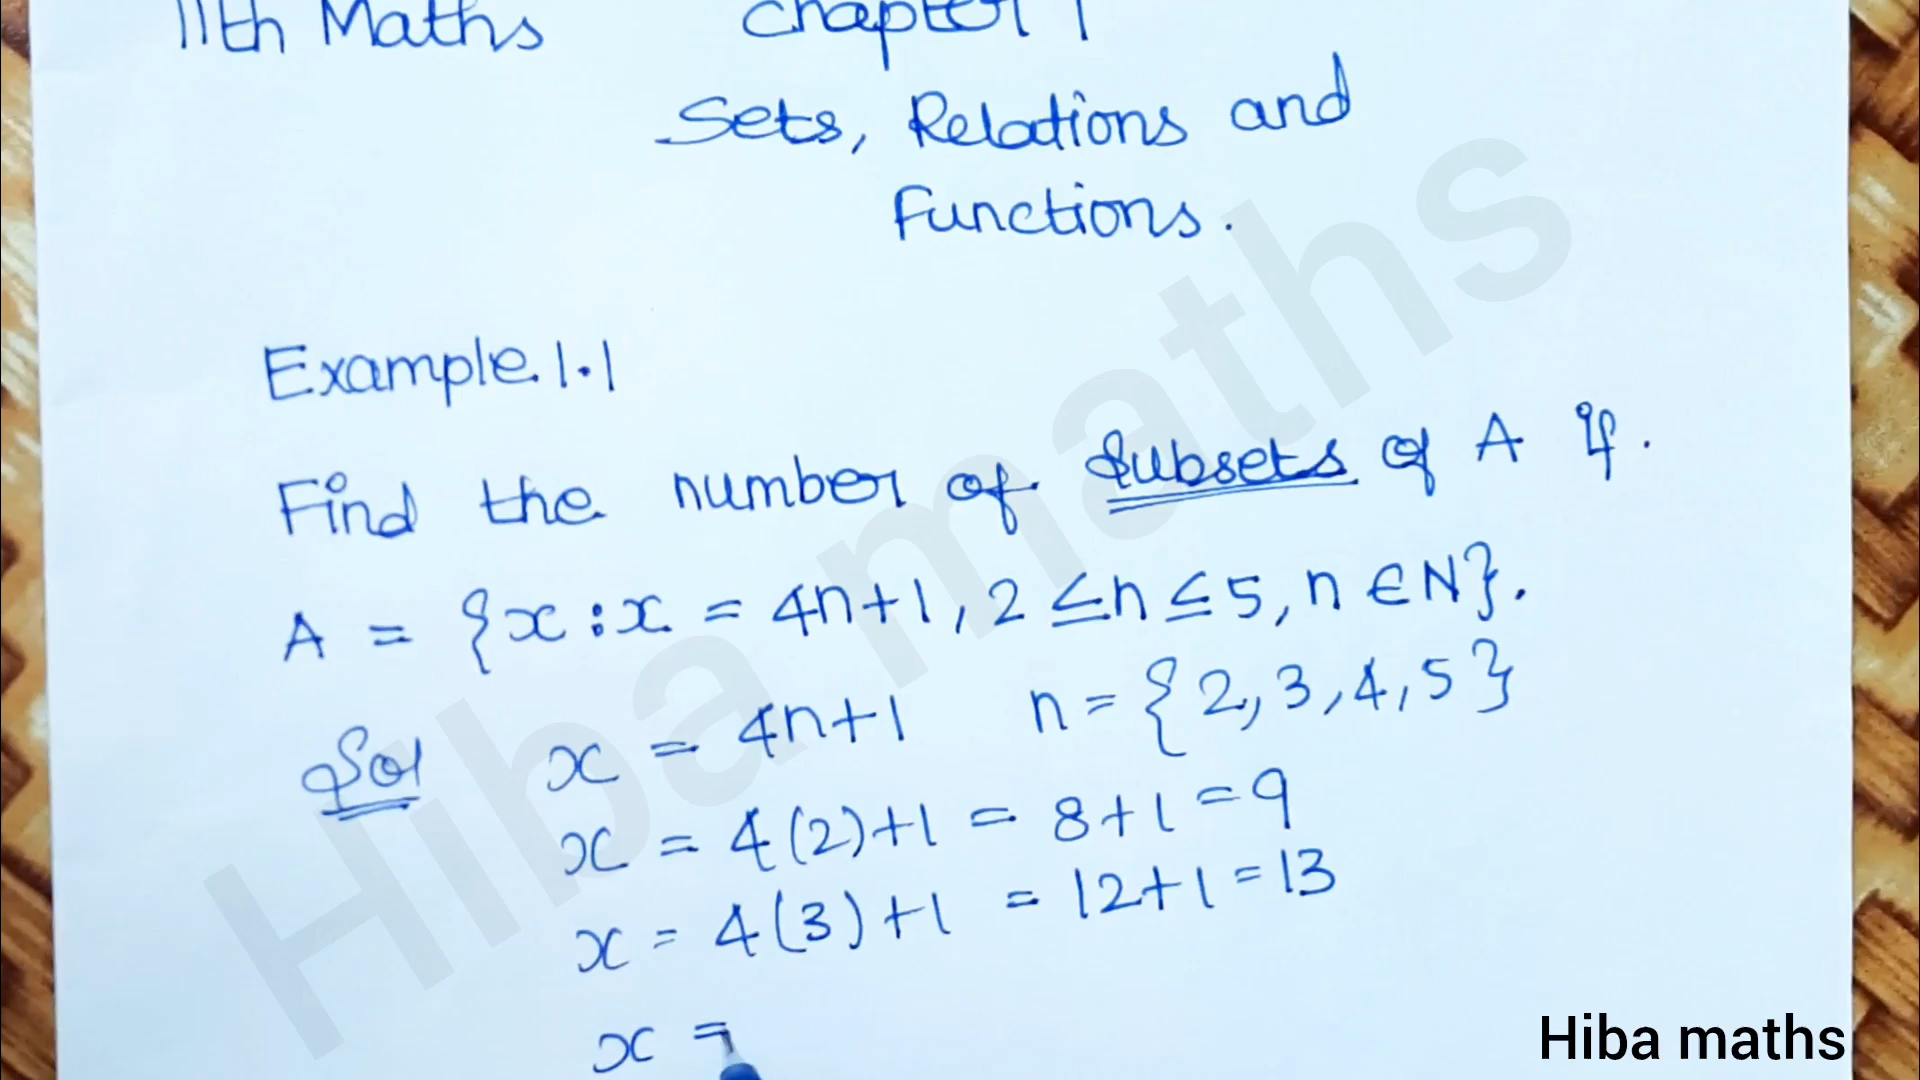 11th Maths Chapter 1
Sets, Relations and
Functions.
Example.1.1
Find the number of Subsets of A if.
A = {x : x = 4n+1, 2 ≤ n ≤ 5, n ∈ N}.
Sol x = 4n+1 n = {2, 3, 4, 5}
x = 4(2)+1 = 8+1 = 9
x = 4(3)+1 = 12+1 = 13
x =
Hiba maths
Hiba maths